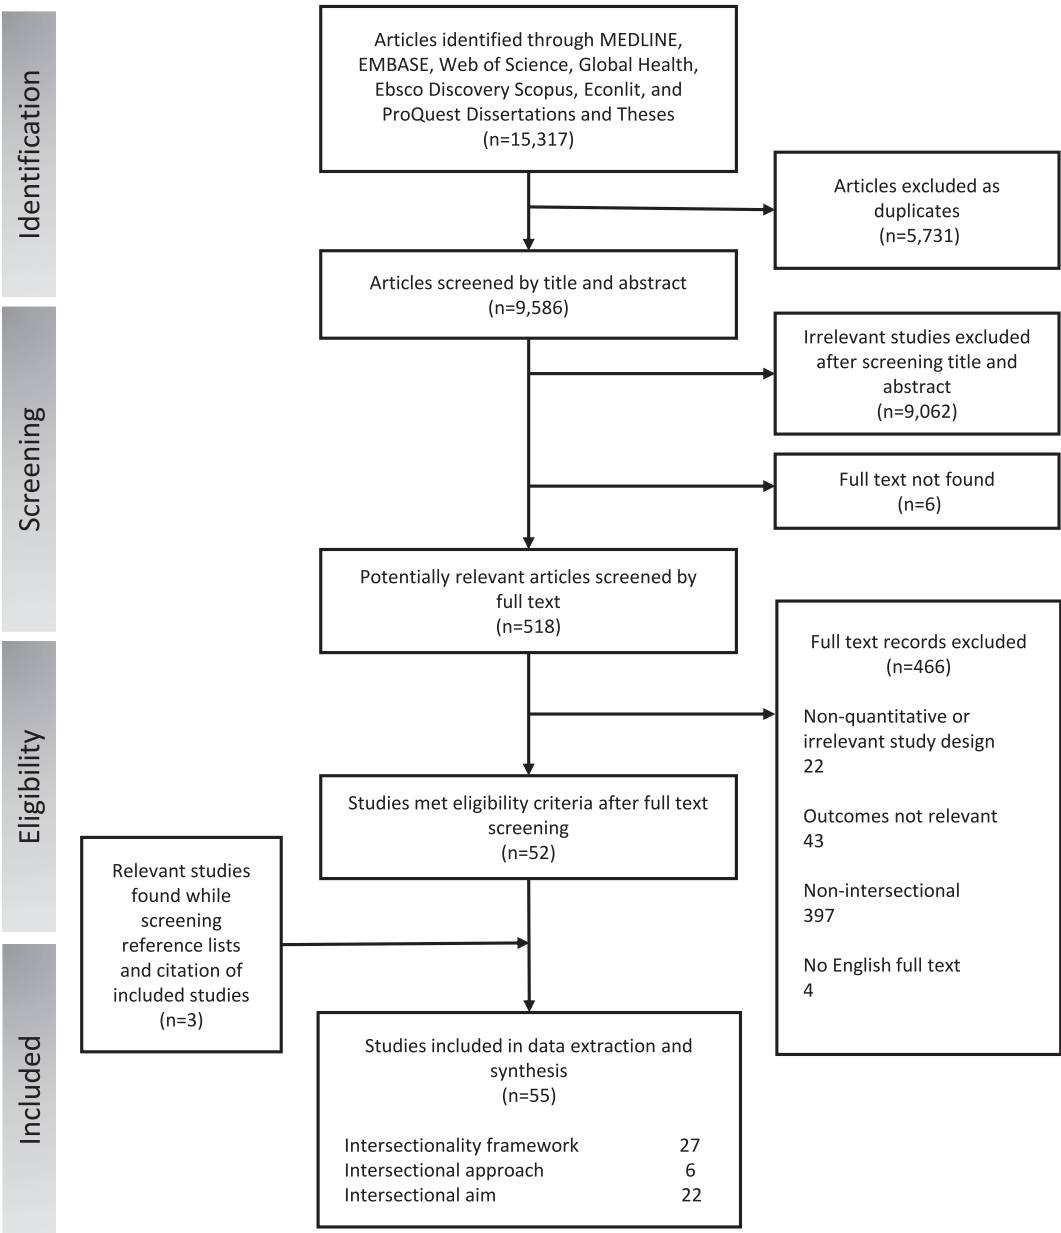 Identification
Articles identified through MEDLINE,
EMBASE, Web of Science, Global Health,
Ebsco Discovery Scopus, Econlit, and
ProQuest Dissertations and Theses
(n=15,317)
Articles excluded as
duplicates
(n=5,731)
Articles screened by title and abstract
(n=9,586)
Screening
Irrelevant studies excluded
after screening title and
abstract
(n=9,062)
Full text not found
(n=6)
Potentially relevant articles screened by
full text
(n=518)
Eligibility
Full text records excluded
(n=466)
Non-quantitative or
irrelevant study design
22
Outcomes not relevant
43
Non-intersectional
397
No English full text
4
Studies met eligibility criteria after full text
screening
(n=52)
Relevant studies
found while
screening
reference lists
and citation of
included studies
(n=3)
Included
Studies included in data extraction and
synthesis
(n=55)
Intersectionality framework 27
Intersectional approach 6
Intersectional aim 22